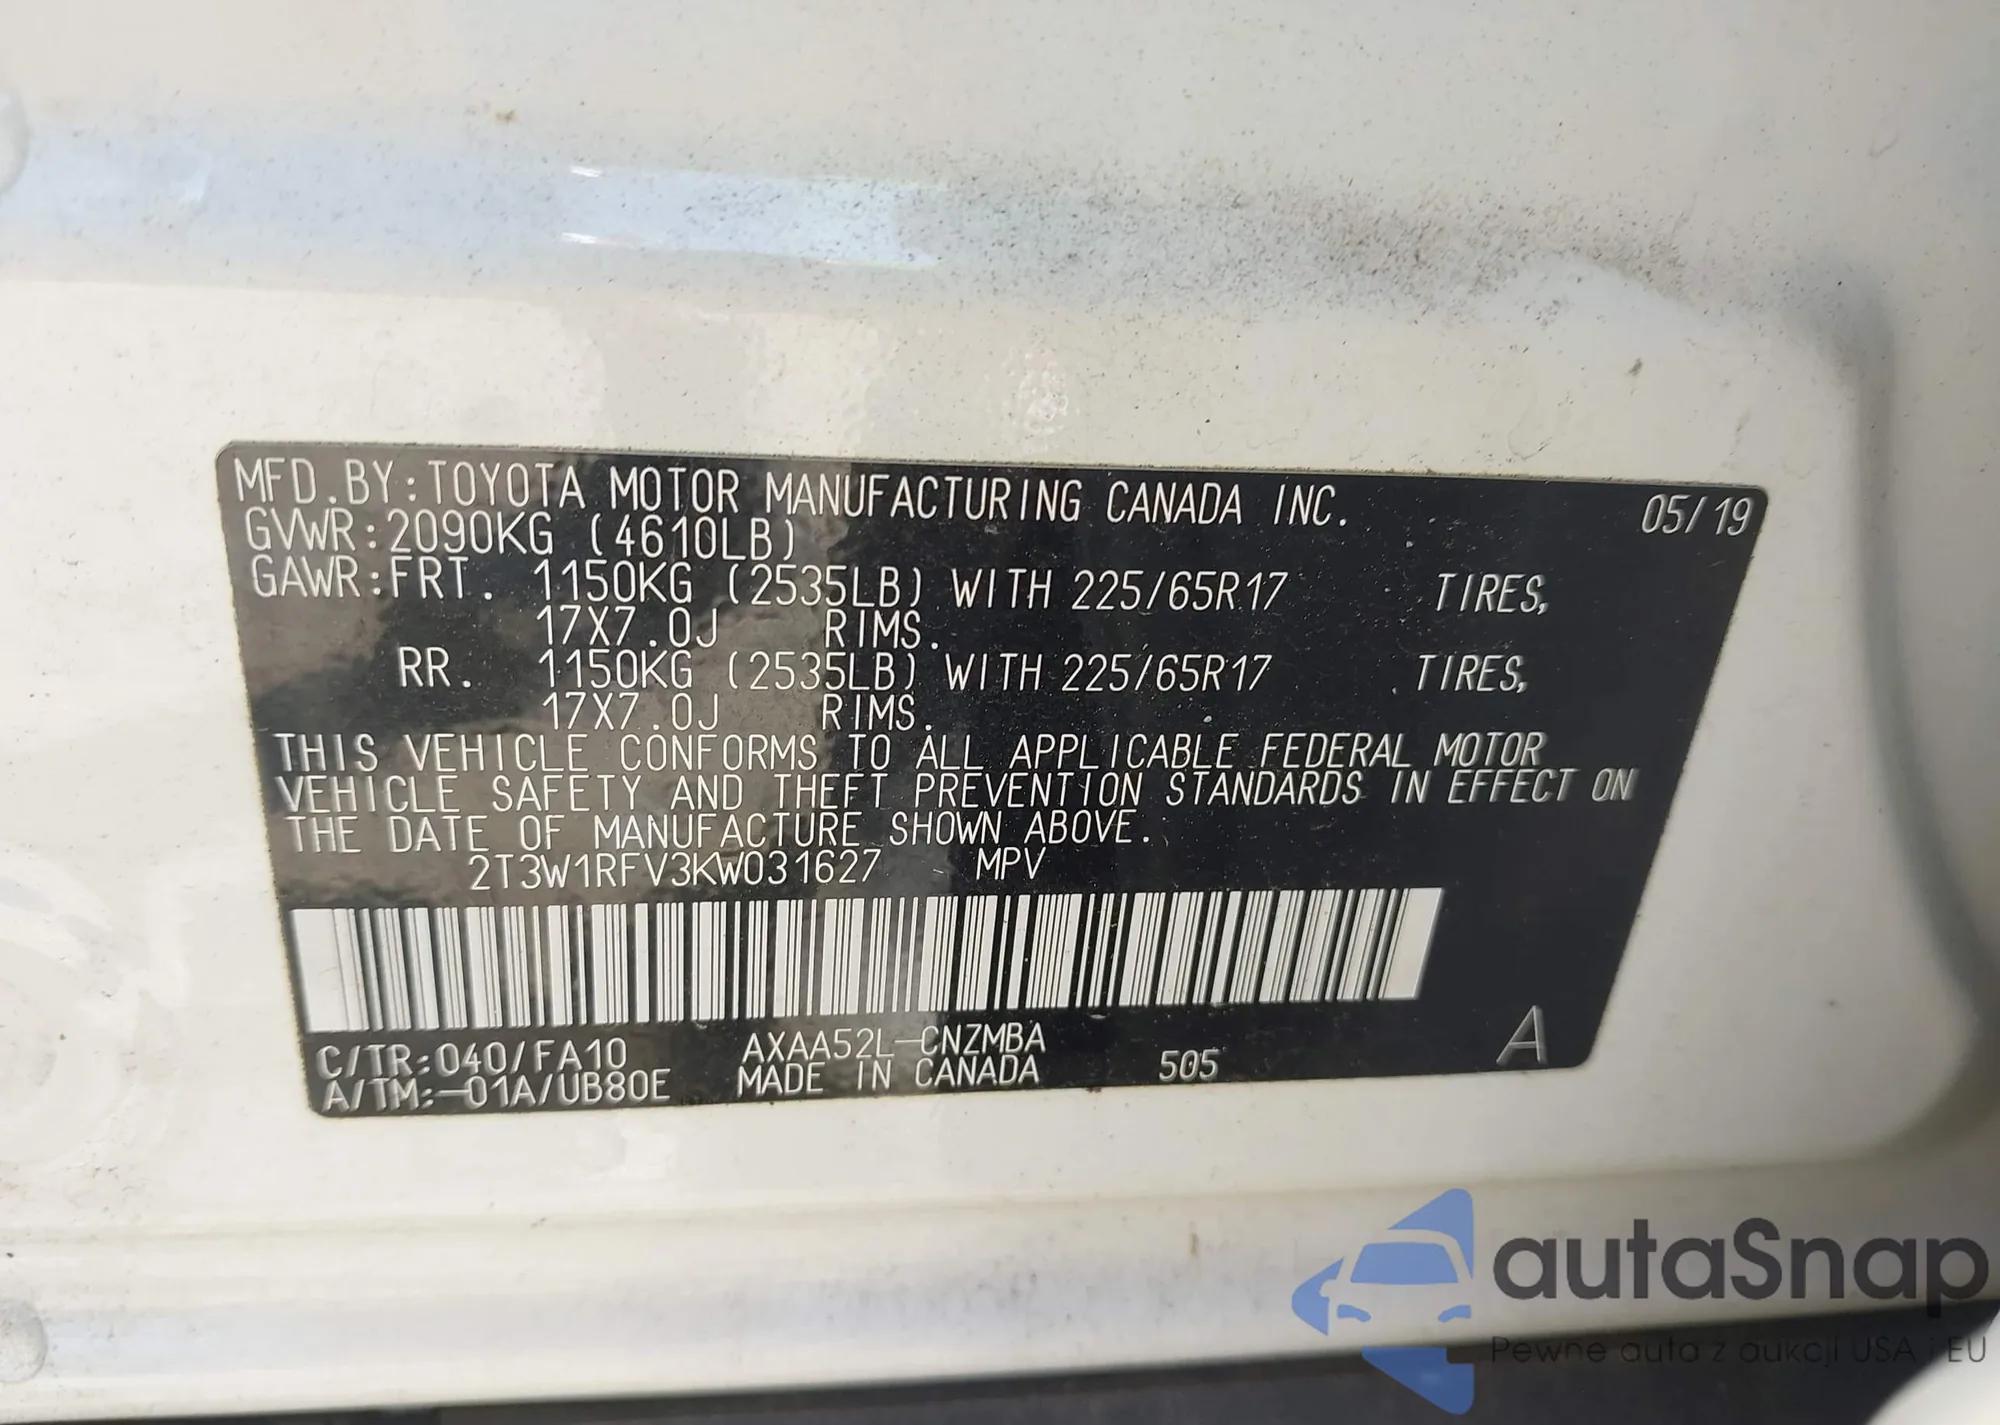 MFD.BY:TOYOTA MOTOR MANUFACTURING CANADA INC. 05/19
GVWR:2090KG (4610LB)
GAWR:FRT. 1150KG (2535LB) WITH 225/65R17 TIRES,
17X7.0J RIMS.
RR. 1150KG (2535LB) WITH 225/65R17 TIRES,
17X7.0J RIMS.
THIS VEHICLE CONFORMS TO ALL APPLICABLE FEDERAL MOTOR
VEHICLE SAFETY AND THEFT PREVENTION STANDARDS IN EFFECT ON
THE DATE OF MANUFACTURE SHOWN ABOVE.
2T3W1RFV3KW031627 MPV
C/TR:040/FA10 AXAA52L-CNZMBA 505 A
A/TM:-01A/UB80E MADE IN CANADA
autaSnap
Pewne auta z aukcji USA i EU